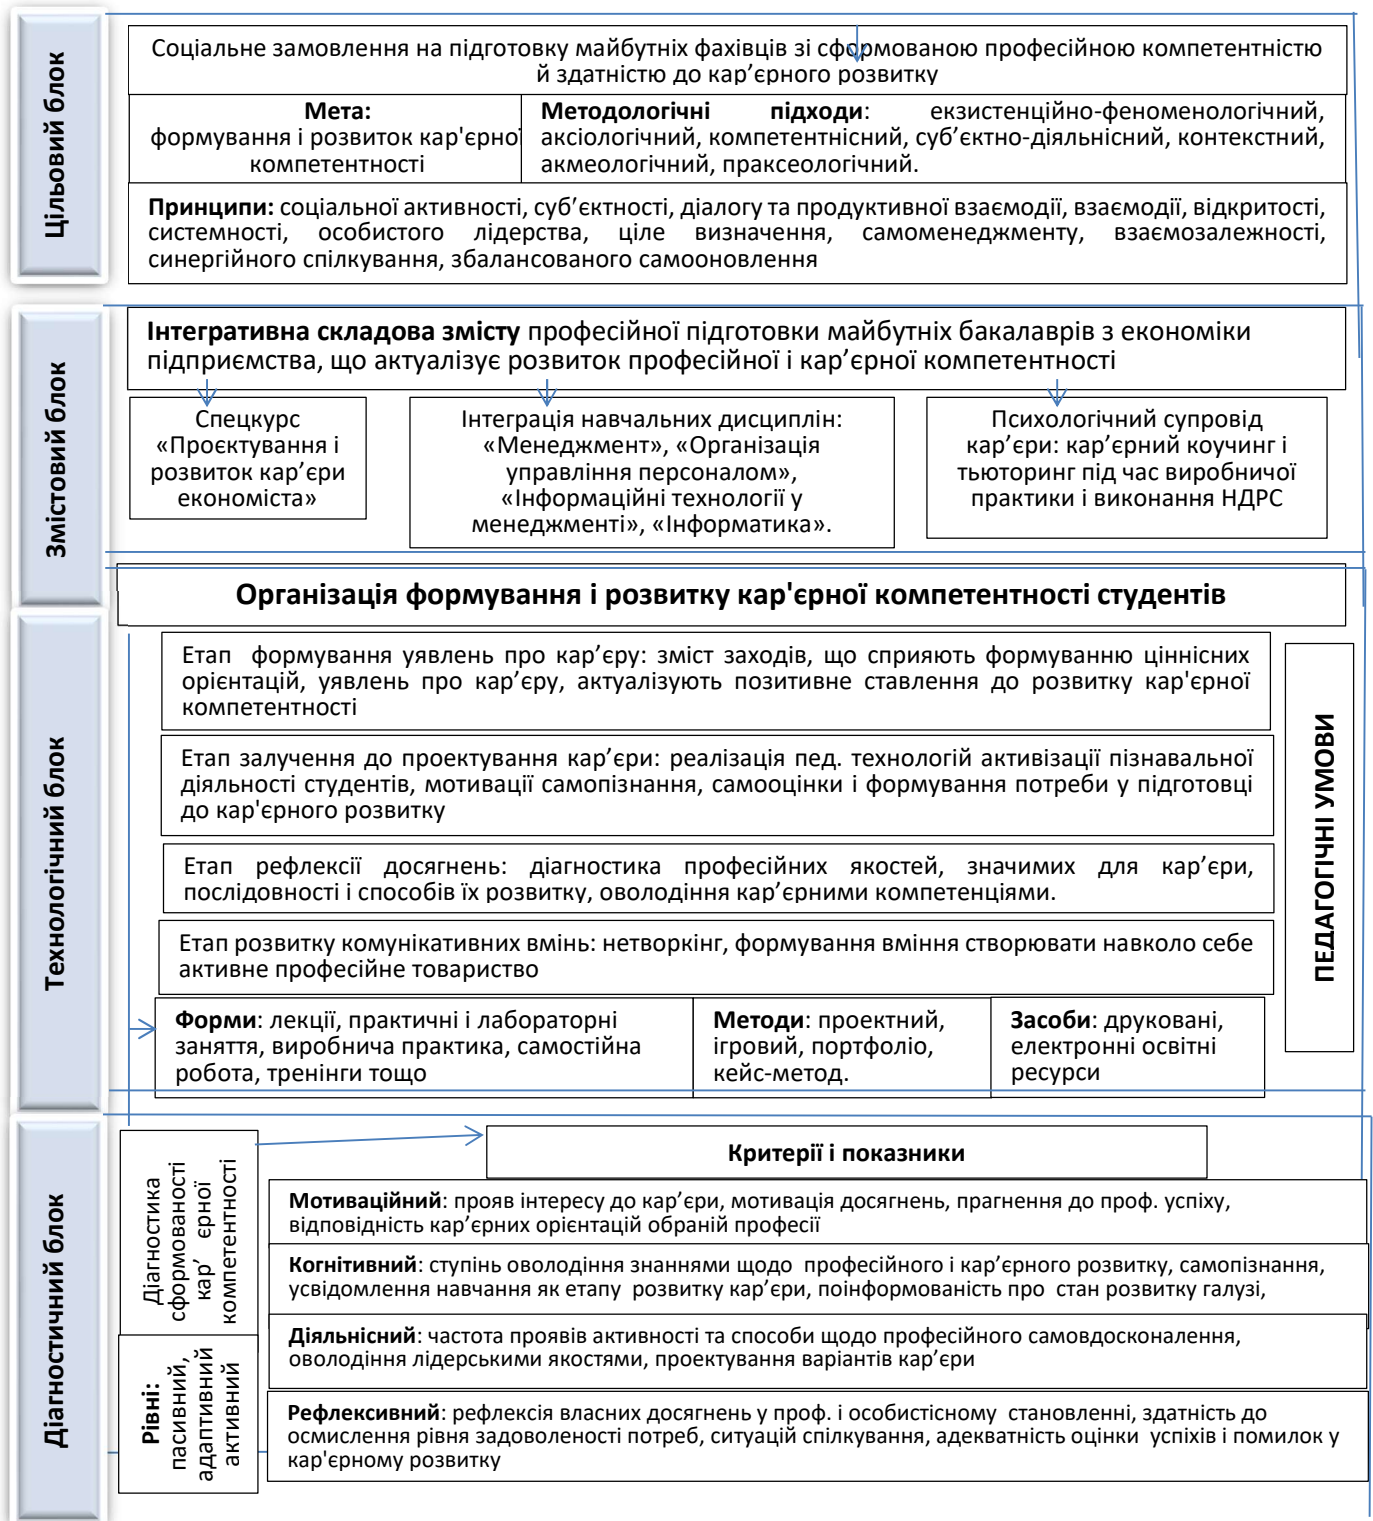 Цільовий блок
Соціальне замовлення на підготовку майбутніх фахівців зі сформованою професійною компетентністю
й здатністю до кар’єрного розвитку
Мета:
формування і розвиток кар'єрної
компетентності
Методологічні підходи: екзистенційно-феноменологічний,
аксіологічний, компетентнісний, суб’єктно-діяльнісний, контекстний,
акмеологічний, праксеологічний.
Принципи: соціальної активності, суб’єктності, діалогу та продуктивної взаємодії, взаємодії, відкритості,
системності, особистого лідерства, ціле визначення, самоменеджменту, взаємозалежності,
синергійного спілкування, збалансованого самооновлення
Змістовий блок
Інтегративна складова змісту професійної підготовки майбутніх бакалаврів з економіки
підприємства, що актуалізує розвиток професійної і кар’єрної компетентності
Спецкурс
«Проєктування і
розвиток кар’єри
економіста»
Інтеграція навчальних дисциплін:
«Менеджмент», «Організація
управління персоналом»,
«Інформаційні технології у
менеджменті», «Інформатика».
Психологічний супровід
кар’єри: кар’єрний коучинг і
тьюторинг під час виробничої
практики і виконання НДРС
Технологічний блок
Організація формування і розвитку кар'єрної компетентності студентів
Етап формування уявлень про кар’єру: зміст заходів, що сприяють формуванню ціннісних
орієнтацій, уявлень про кар’єру, актуалізують позитивне ставлення до розвитку кар'єрної
компетентності
Етап залучення до проектування кар’єри: реалізація пед. технологій активізації пізнавальної
діяльності студентів, мотивації самопізнання, самооцінки і формування потреби у підготовці
до кар'єрного розвитку
Етап рефлексії досягнень: діагностика професійних якостей, значимих для кар’єри,
послідовності і способів їх розвитку, оволодіння кар’єрними компетенціями.
Етап розвитку комунікативних вмінь: нетворкінг, формування вміння створювати навколо себе
активне професійне товариство
ПЕДАГОГІЧНІ УМОВИ
Форми: лекції, практичні і лабораторні
заняття, виробнича практика, самостійна
робота, тренінги тощо
Методи: проектний,
ігровий, портфоліо,
кейс-метод.
Засоби: друковані,
електронні освітні
ресурси
Діагностичний блок
Діагностика
сформованості
кар’ єрної
компетентності
Критерії і показники
Мотиваційний: прояв інтересу до кар’єри, мотивація досягнень, прагнення до проф. успіху,
відповідність кар’єрних орієнтацій обраній професії
Когнітивний: ступінь оволодіння знаннями щодо професійного і кар’єрного розвитку, самопізнання,
усвідомлення навчання як етапу розвитку кар’єри, поінформованість про стан розвитку галузі,
Діяльнісний: частота проявів активності та способи щодо професійного самовдосконалення,
оволодіння лідерськими якостями, проектування варіантів кар’єри
Рефлексивний: рефлексія власних досягнень у проф. і особистісному становленні, здатність до
осмислення рівня задоволеності потреб, ситуацій спілкування, адекватність оцінки успіхів і помилок у
кар'єрному розвитку
Рівні:
пасивний,
адаптивний
активний